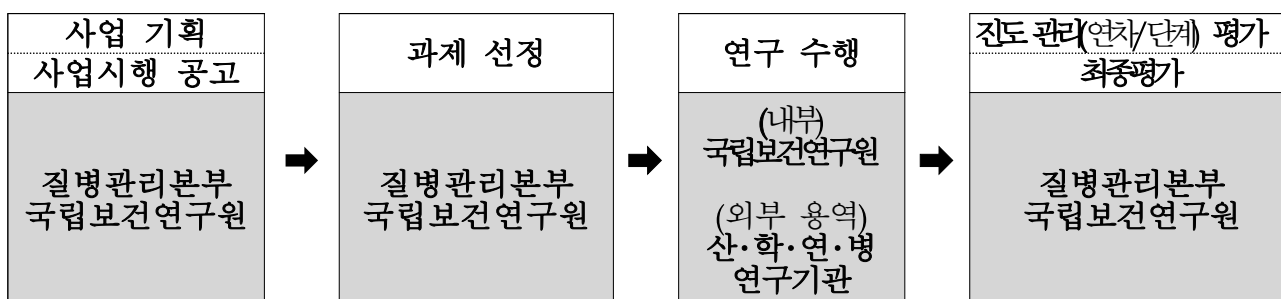 사업 기획
사업시행 공고
질병관리본부
국립보건연구원
과제 선정
질병관리본부
국립보건연구원
연구 수행
(내부)
국립보건연구원
(외부 용역)
산·학·연·병
연구기관
진도 관리(연차/단계) 평가
최종평가
질병관리본부
국립보건연구원